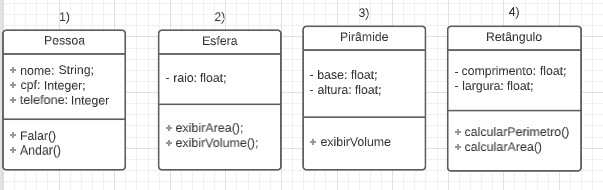 1)
Pessoa
+ nome: String;
+ cpf: Integer;
+ telefone: Integer
+ Falar()
+ Andar()
2)
Esfera
- raio: float;
+ exibirArea();
+ exibirVolume();
3)
Pirâmide
- base: float;
- altura: float;
+ exibirVolume
4)
Retângulo
- comprimento: float;
- largura: float;
+ calcularPerimetro()
+ calcularArea()